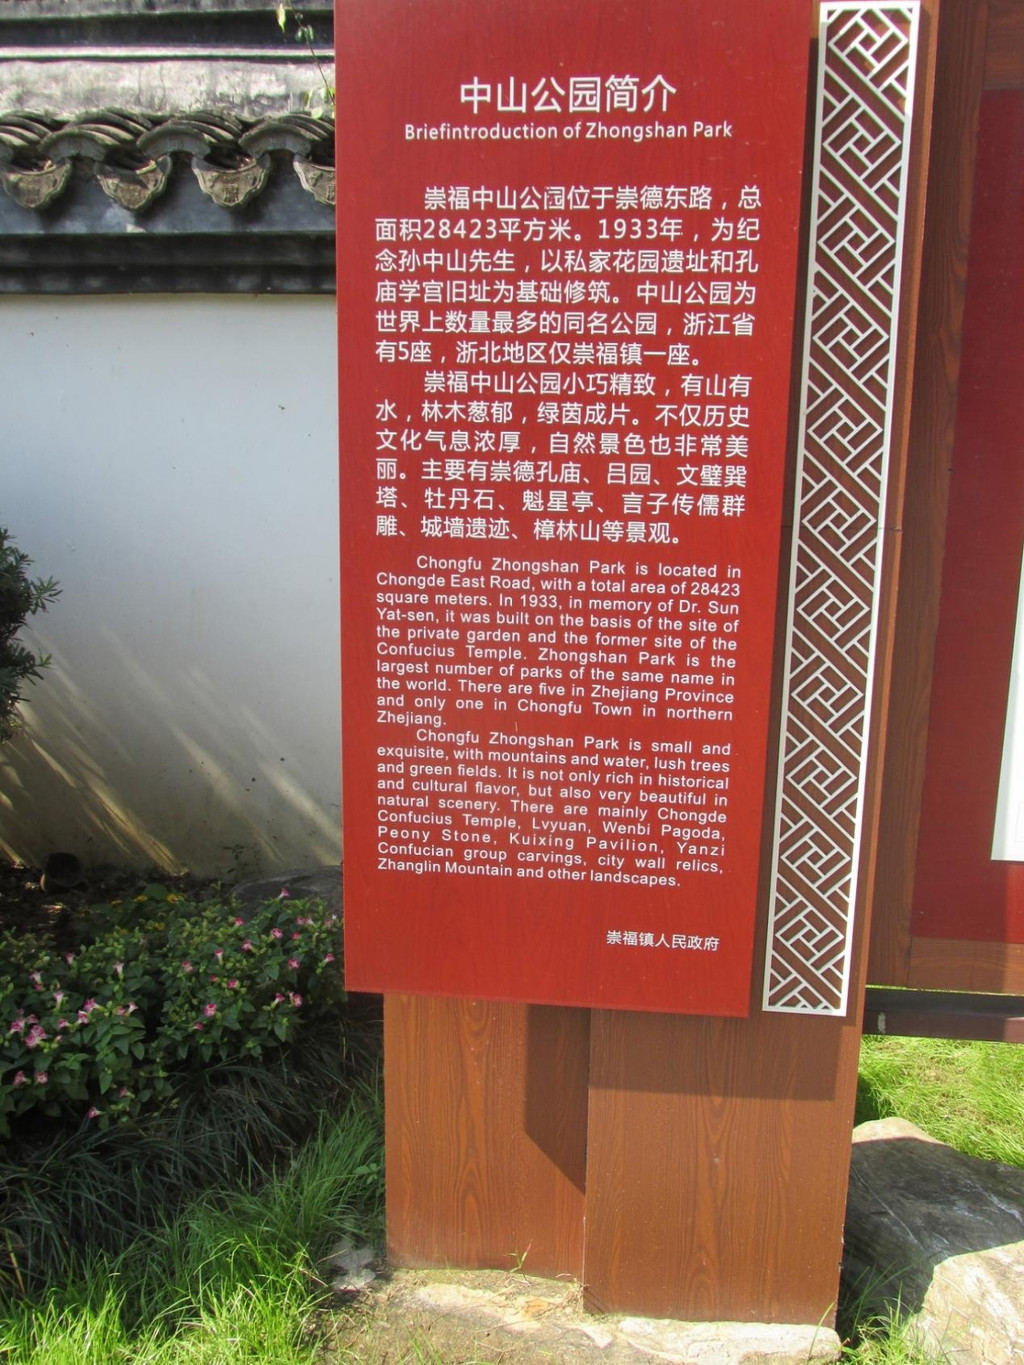 中山公园简介
Briefintroduction of Zhongshan Park
崇福中山公园位于崇德东路，总
面积28423平方米。1933年，为纪
念孙中山先生，以私家花园遗址和孔
庙学宫旧址为基础修筑。中山公园为
世界上数量最多的同名公园，浙江省
有5座，浙北地区仅崇福镇一座。
崇福中山公园小巧精致，有山有
水，林木葱郁，绿茵成片。不仅历史
文化气息浓厚，自然景色也非常美
丽。主要有崇德孔庙、吕园、文璧巽
塔、牡丹石、魁星亭、言子传儒群
雕、城墙遗迹、樟林山等景观。
Chongfu Zhongshan Park is located in
Chongde East Road, with a total area of 28423
square meters. In 1933, in memory of Dr. Sun
Yat-sen, it was built on the basis of the site of
the private garden and the former site of the
Confucius Temple. Zhongshan Park is the
largest number of parks of the same name in
the world. There are five in Zhejiang Province
and only one in Chongfu Town in northern
Zhejiang.
Chongfu Zhongshan Park is small and
exquisite, with mountains and water, lush trees
and green fields. It is not only rich in historical
and cultural flavor, but also very beautiful in
natural scenery. There are mainly Chongde
Confucius Temple, Lvyuan, Wenbi Pagoda,
Peony Stone, Kuixing Pavilion, Yanzi
Confucian group carvings, city wall relics,
Zhanglin Mountain and other landscapes.
崇福镇人民政府